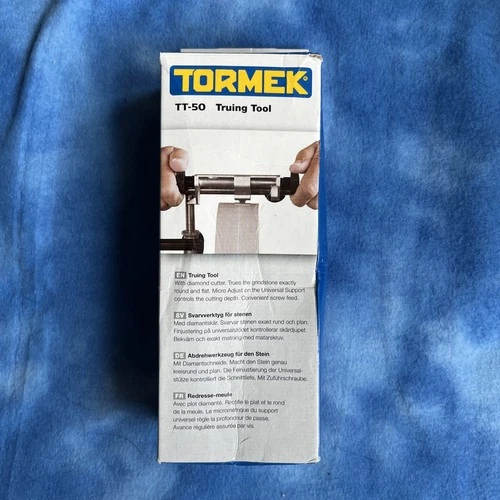 TORMEK
TT-50 Truing Tool
EN Truing Tool
With diamond cutter. Trues the grindstone exactly
round and flat. Micro Adjust on the Universal Support
controls the cutting depth. Convenient screw feed.
SV Svarvverktyg för stenen
Med diamantskär. Svarvar stenen exakt rund och plan.
Finjustering på universalstödet kontrollerar skärdjupet.
Bekväm och exakt matning med matarskruv.
DE Abdrehwerkzeug für den Stein
Mit Diamantschneide. Macht den Stein genau
kreisrund und plan. Die Feinjustierung der Universal-
stütze kontrolliert die Schnittiefe. Mit Zuführschraube.
FR Redresse-meule
Avec plot diamanté. Rectifie le plat et le rond
de la meule. Le micrométrique du support
universel règle la profondeur de passe.
Avance régulière assurée par vis.